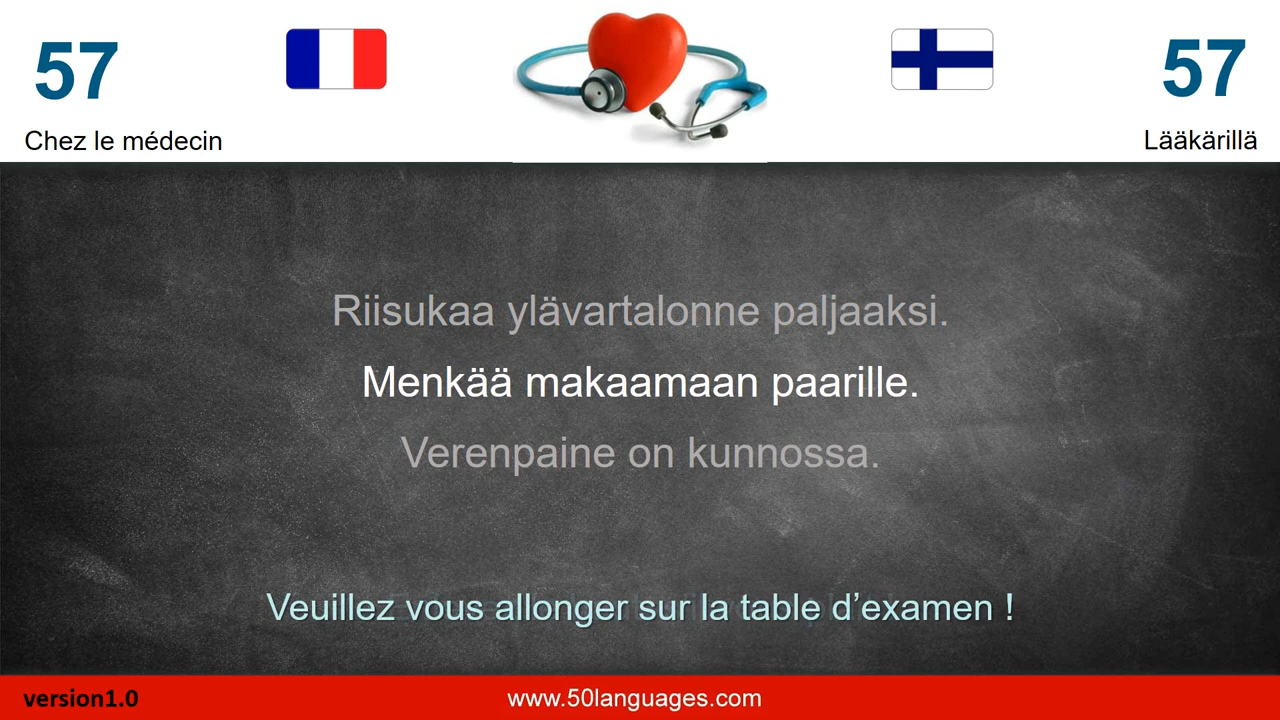 57
57
Chez le médecin
Lääkärillä
Riisukaa ylävartalonne paljaaksi.
Menkää makaamaan paarille.
Verenpaine on kunnossa.
Veuillez vous allonger sur la table d’examen !
version1.0
www.50languages.com